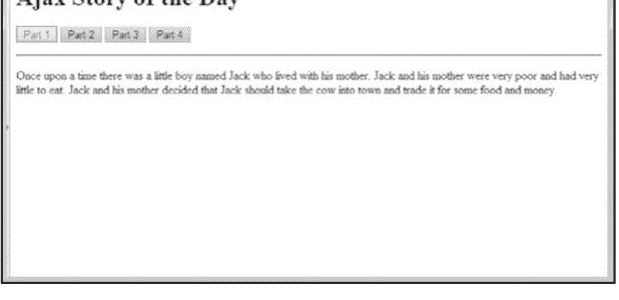 Ajax Story of the Day
Part 1 Part 2 Part 3 Part 4
Once upon a time there was a little boy named Jack who lived with his mother. Jack and his mother were very poor and had very
little to eat. Jack and his mother decided that Jack should take the cow into town and trade it for some food and money.